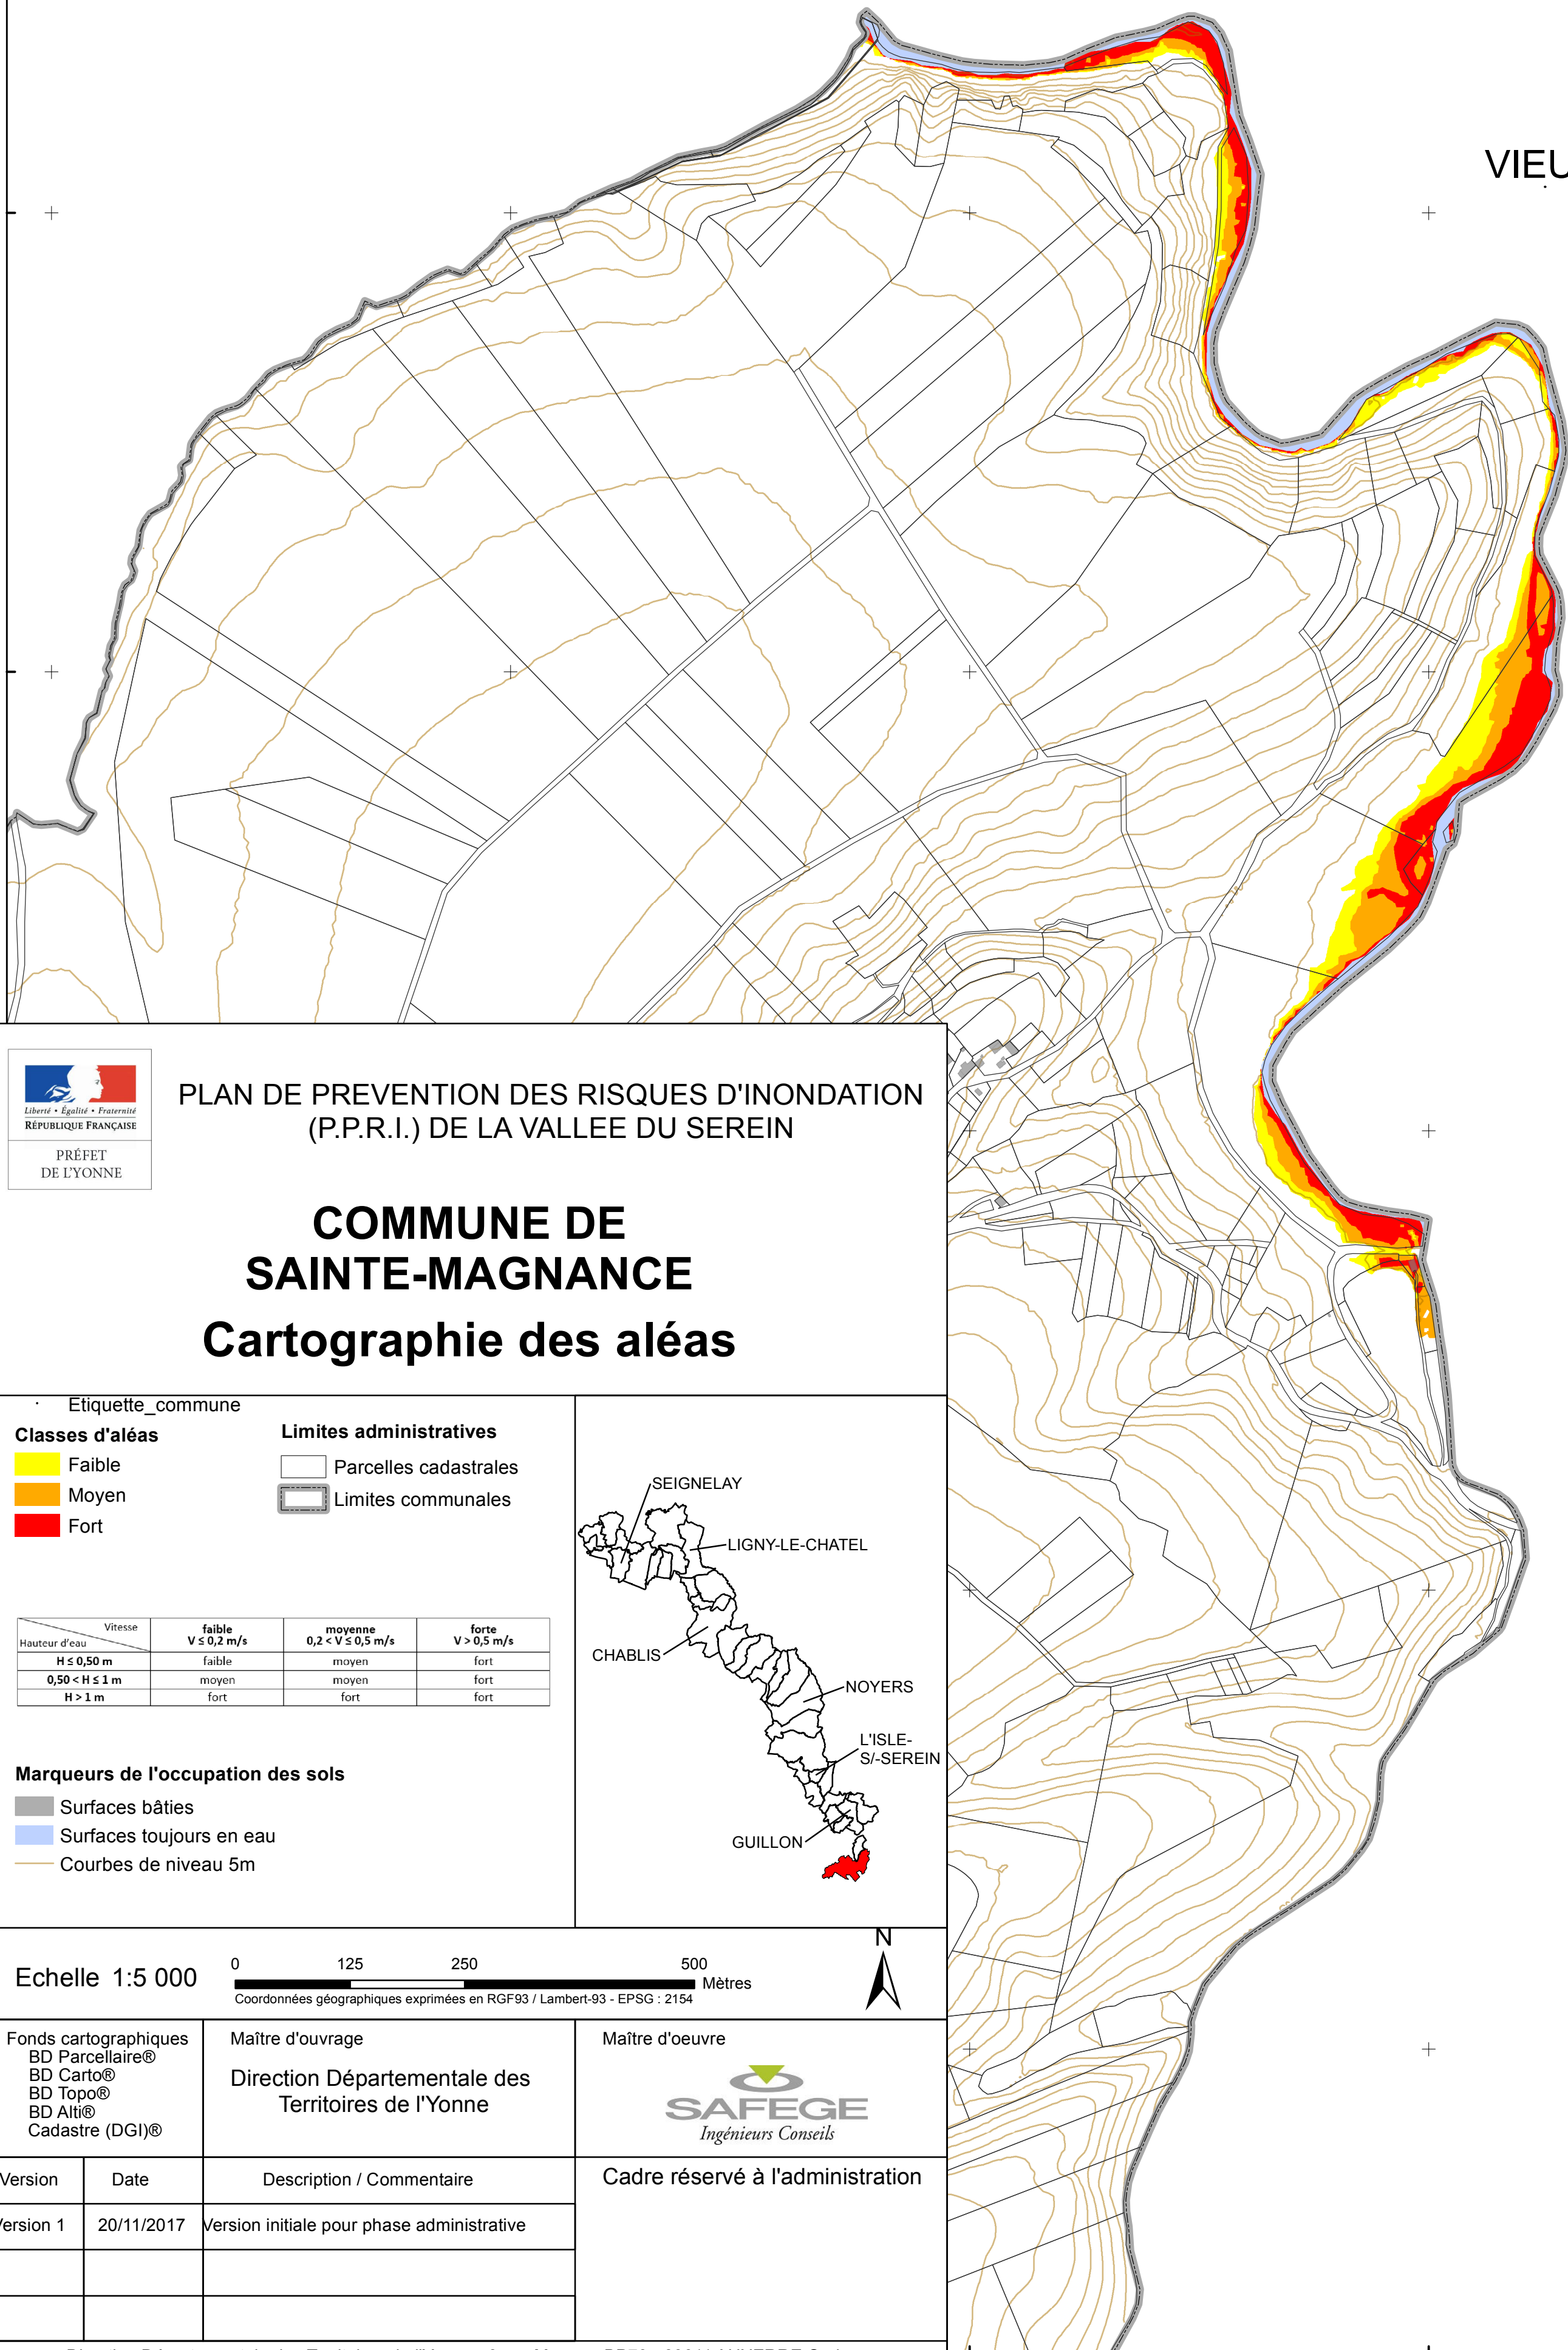 VIEU
Liberté • Égalité • Fraternité
RÉPUBLIQUE FRANÇAISE
PRÉFET
DE L'YONNE
PLAN DE PREVENTION DES RISQUES D'INONDATION
(P.P.R.I.) DE LA VALLEE DU SEREIN
COMMUNE DE
SAINTE-MAGNANCE
Cartographie des aléas
Etiquette_commune
Classes d'aléas
Faible
Moyen
Fort
Limites administratives
Parcelles cadastrales
Limites communales
Vitesse
Hauteur d'eau
faible V ≤ 0,2 m/s
moyenne 0,2 < V ≤ 0,5 m/s
forte V > 0,5 m/s
H ≤ 0,50 m faible moyen fort
0,50 < H ≤ 1 m moyen moyen fort
H > 1 m fort fort fort
Marqueurs de l'occupation des sols
Surfaces bâties
Surfaces toujours en eau
Courbes de niveau 5m
SEIGNELAY
LIGNY-LE-CHATEL
CHABLIS
NOYERS
L'ISLE-
S/-SEREIN
GUILLON
Echelle 1:5 000
0 125 250 500
Mètres
Coordonnées géographiques exprimées en RGF93 / Lambert-93 - EPSG : 2154
N
Fonds cartographiques
BD Parcellaire®
BD Carto®
BD Topo®
BD Alti®
Cadastre (DGI)®
Maître d'ouvrage
Direction Départementale des
Territoires de l'Yonne
Maître d'oeuvre
SAFEGE
Ingénieurs Conseils
Version Date Description / Commentaire
Version 1 20/11/2017 Version initiale pour phase administrative
Cadre réservé à l'administration